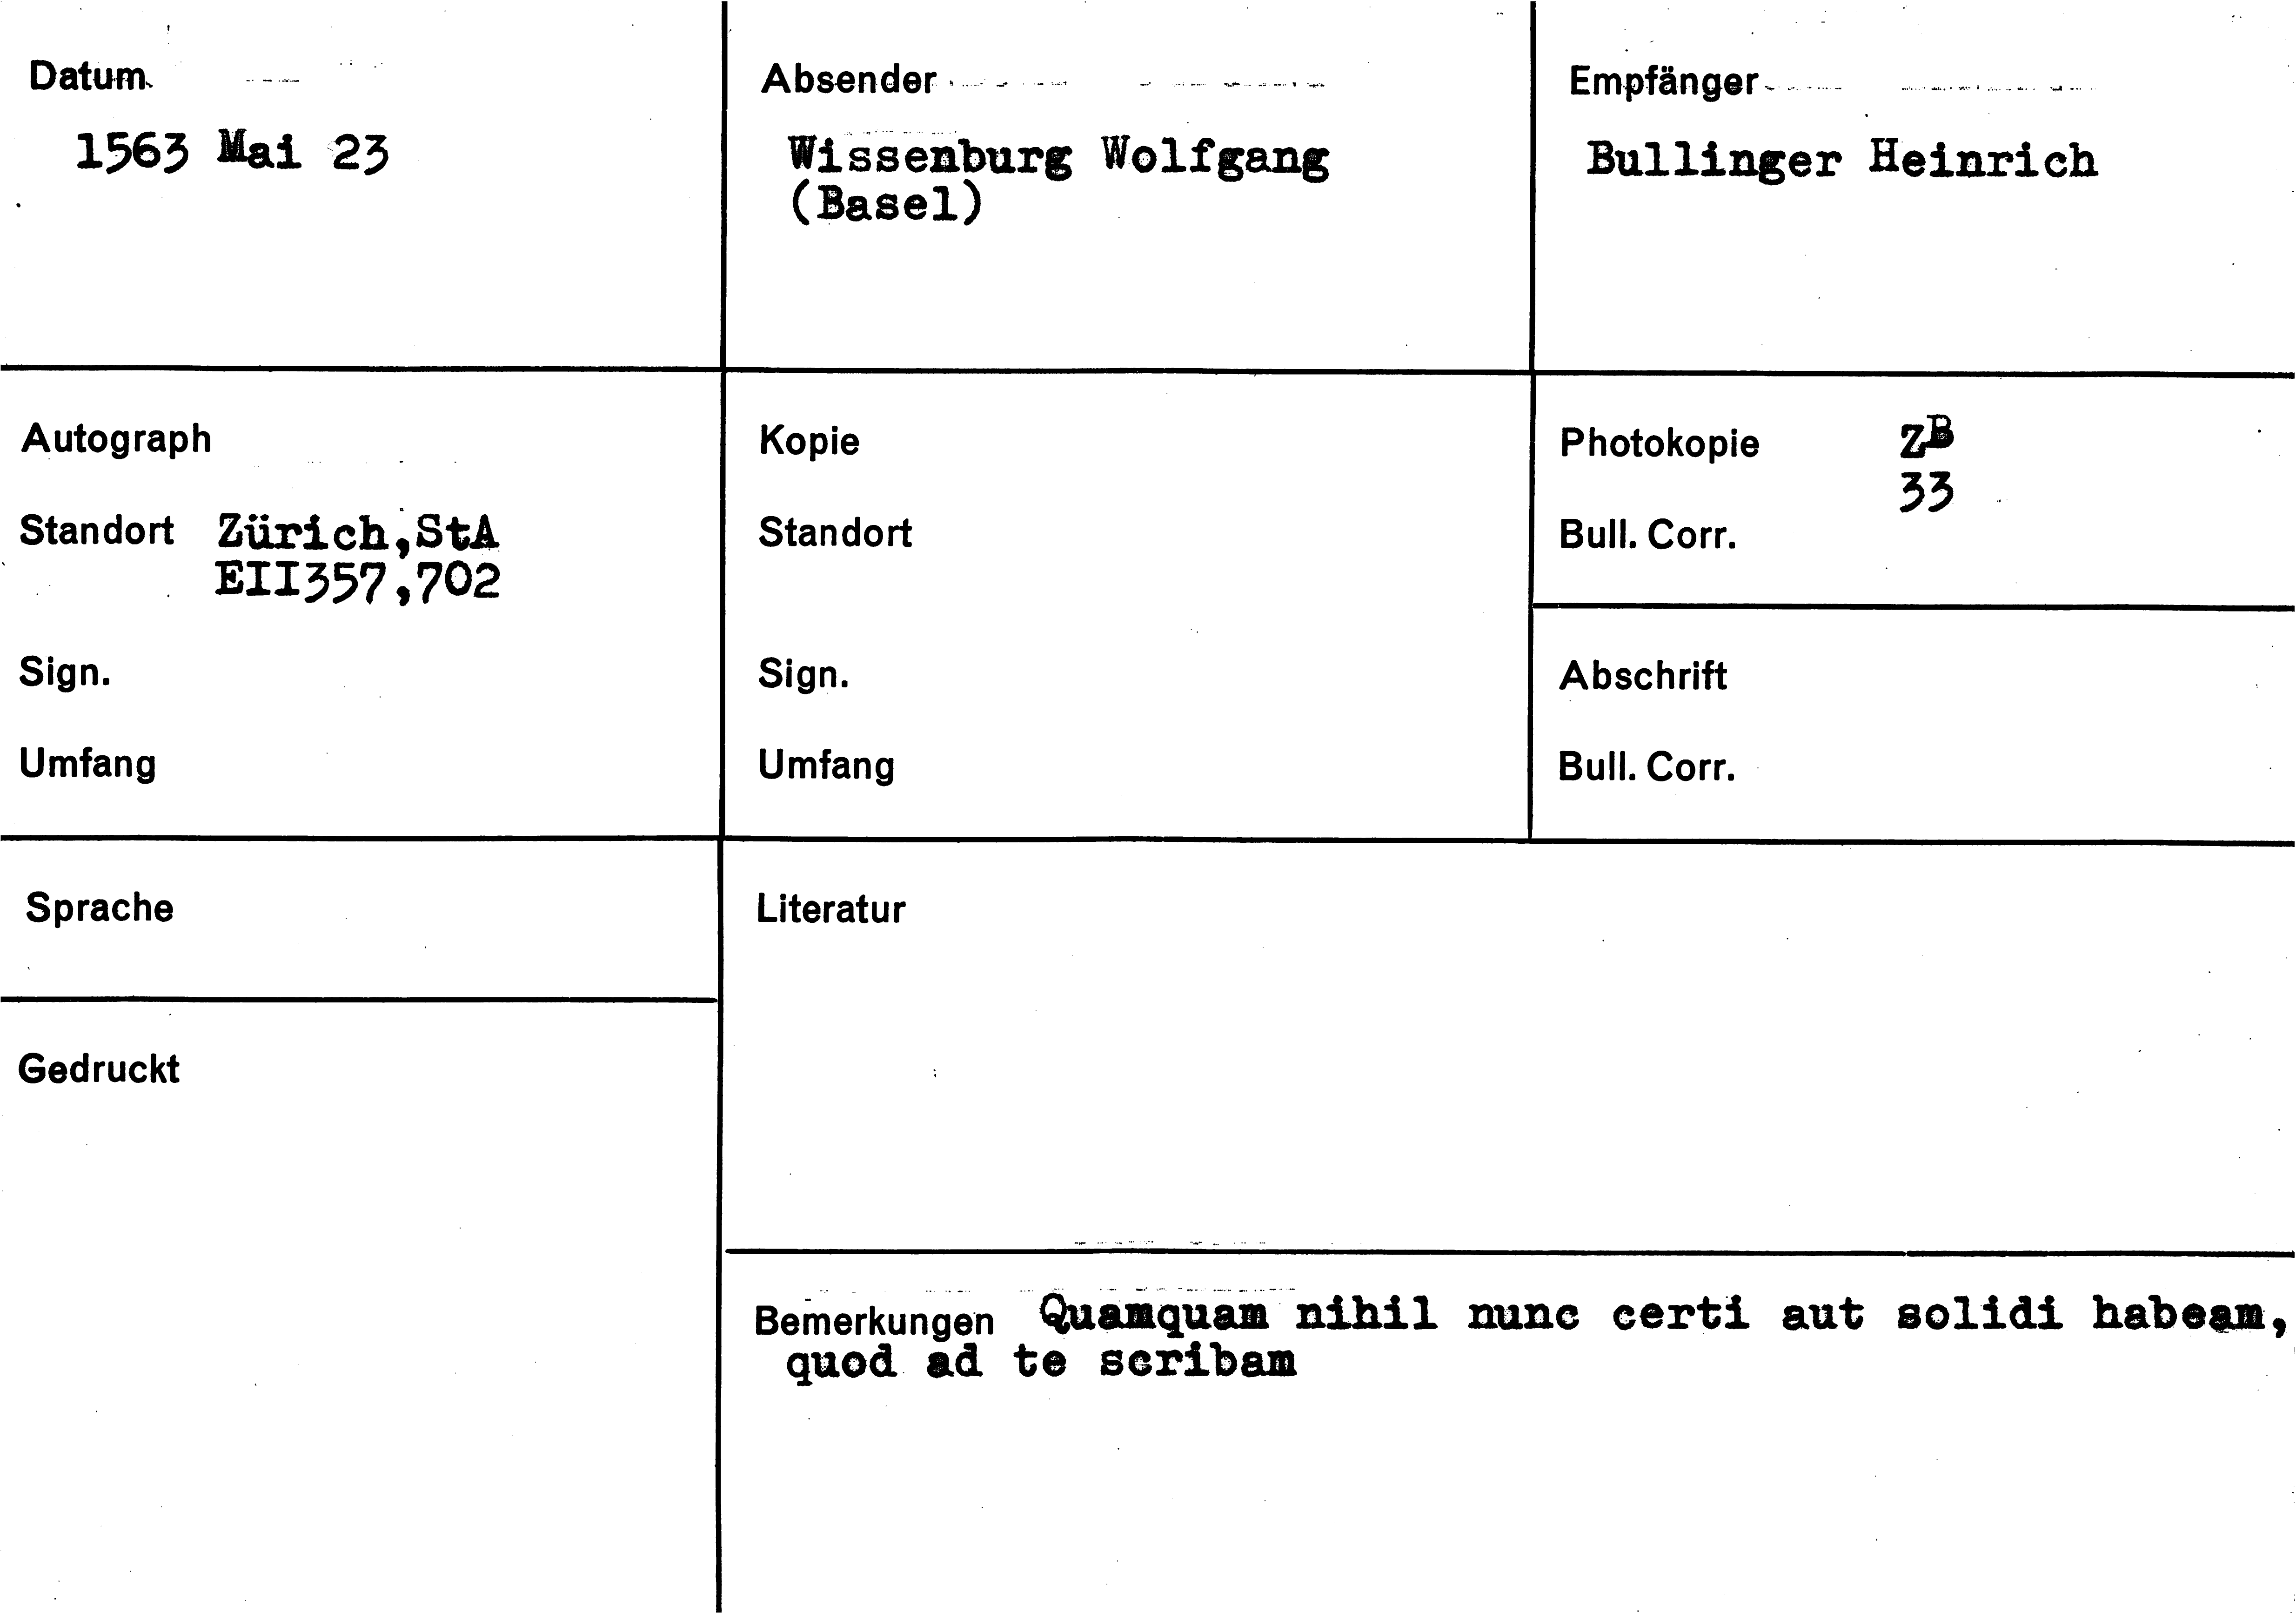 Datum
1563 Mai 23
Absender
Wissenburg Wolfgang
(Basel)
Empfänger
Bullinger Heinrich
Autograph
Standort Zürich,StA
EII357,702
Sign.
Umfang
Kopie
Standort
Sign.
Umfang
Photokopie ZB
33
Bull. Corr.
Abschrift
Bull. Corr.
Sprache
Gedruckt
Literatur
Bemerkungen Quamquam nihil nunc certi aut solidi habeam,
quod ad te scribam